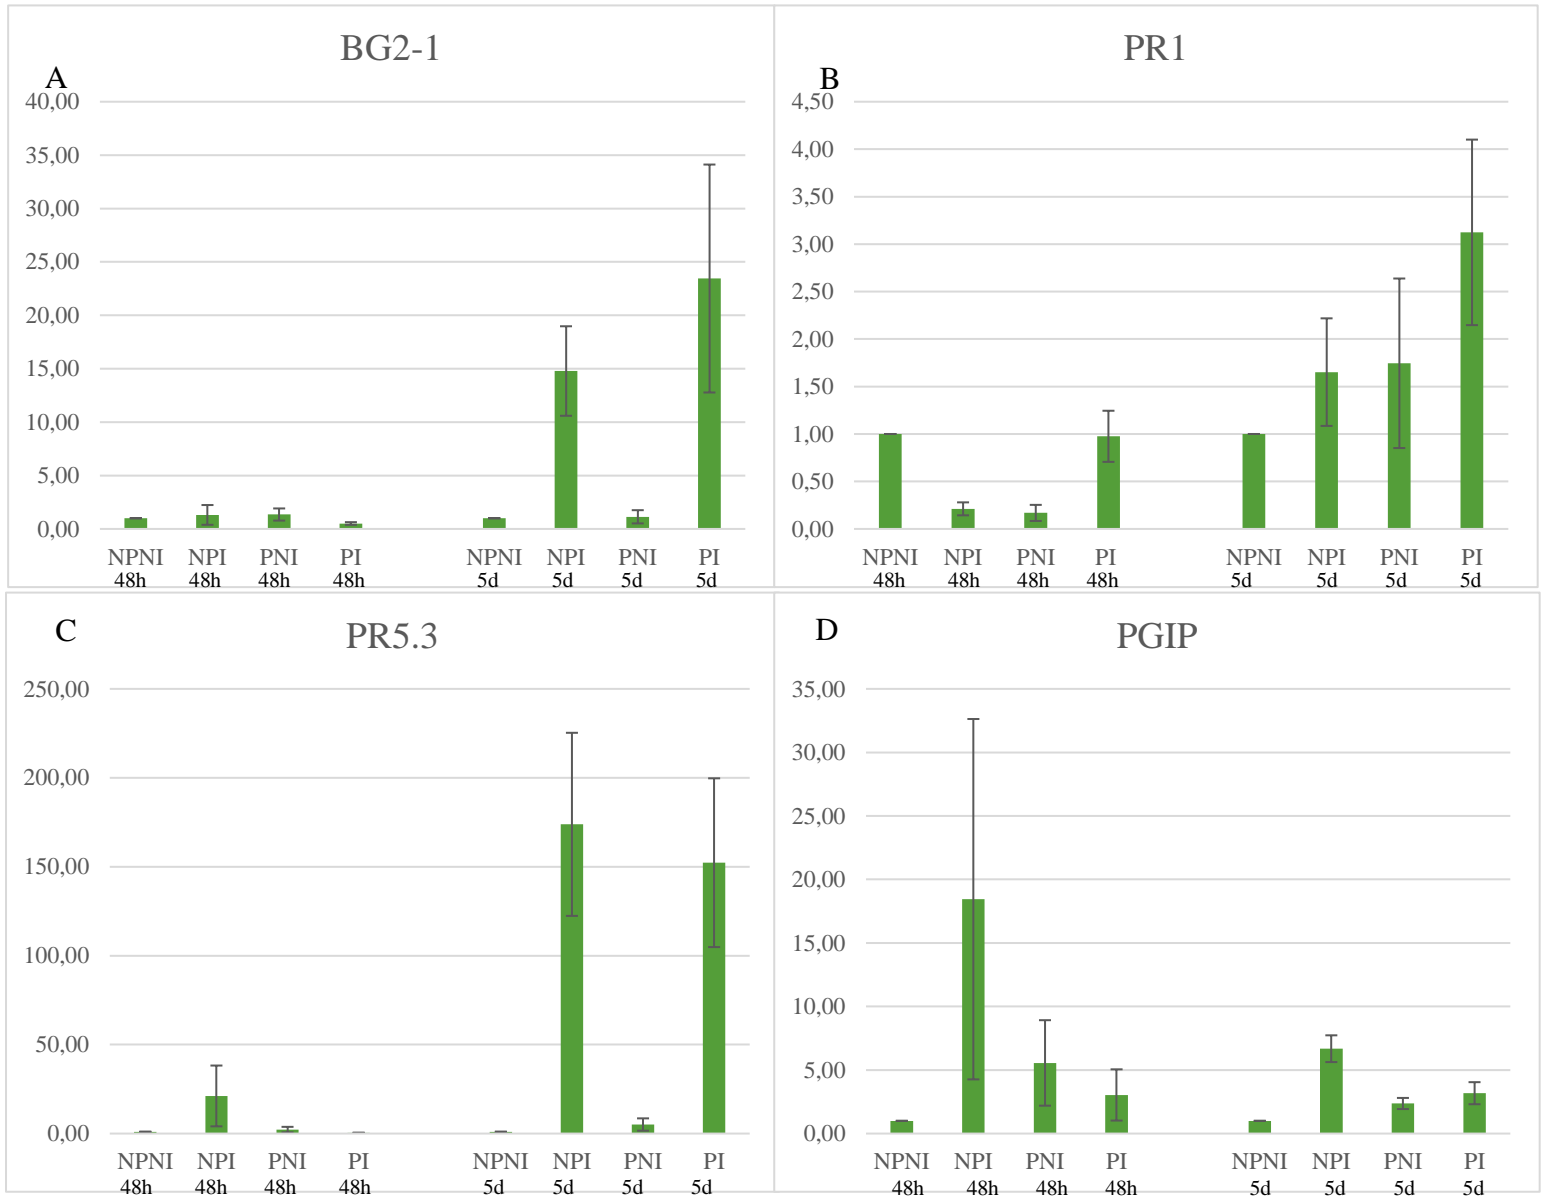 BG2-1
A
40,00
35,00
30,00
25,00
20,00
15,00
10,00
5,00
0,00
NPNI NPI PNI PI NPNI NPI PNI PI
48h 48h 48h 48h 5d 5d 5d 5d
PR1
B
4,50
4,00
3,50
3,00
2,50
2,00
1,50
1,00
0,50
0,00
NPNI NPI PNI PI NPNI NPI PNI PI
48h 48h 48h 48h 5d 5d 5d 5d
C
PR5.3
250,00
200,00
150,00
100,00
50,00
0,00
NPNI NPI PNI PI NPNI NPI PNI PI
48h 48h 48h 48h 5d 5d 5d 5d
D
PGIP
35,00
30,00
25,00
20,00
15,00
10,00
5,00
0,00
NPNI NPI PNI PI NPNI NPI PNI PI
48h 48h 48h 48h 5d 5d 5d 5d